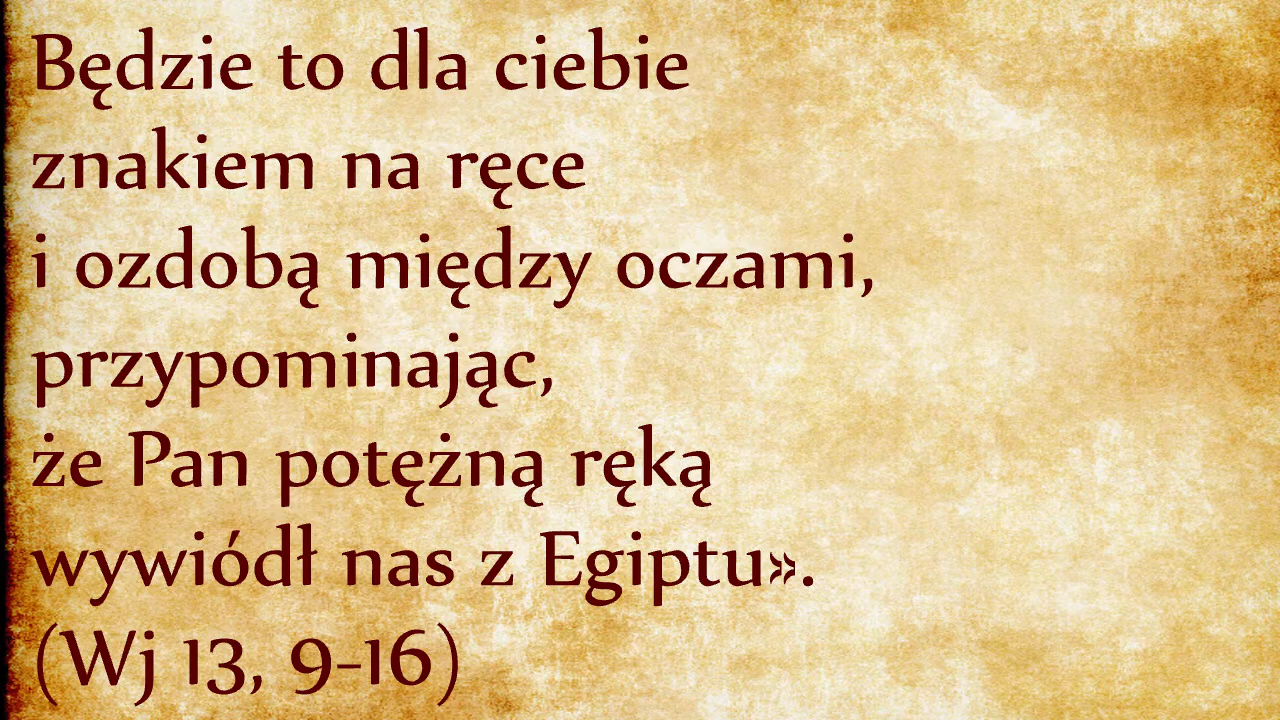 Będzie to dla ciebie
znakiem na ręce
i ozdobą między oczami,
przypominając,
że Pan potężną ręką
wywiódł nas z Egiptu».
(Wj 13, 9-16)